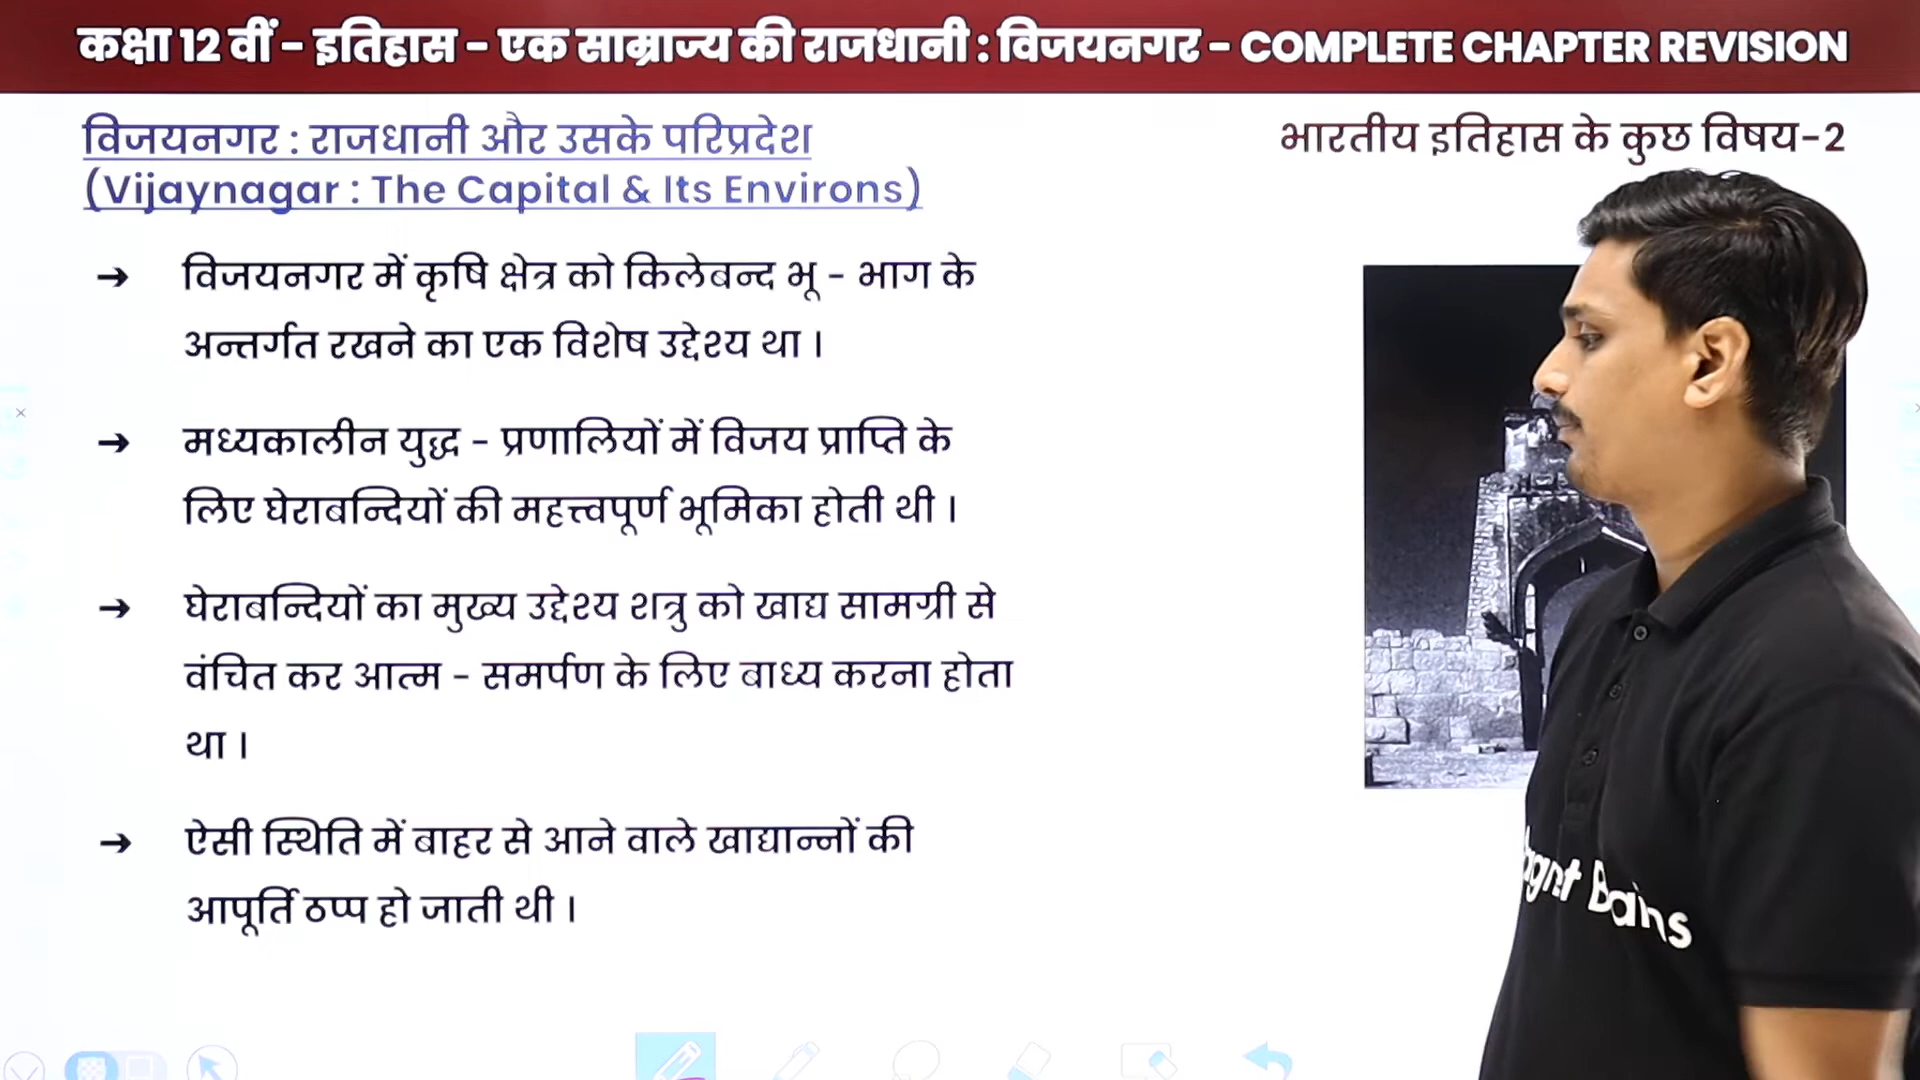 कक्षा 12 वीं - इतिहास - एक साम्राज्य की राजधानी : विजयनगर - COMPLETE CHAPTER REVISION
विजयनगर : राजधानी और उसके परिप्रदेश
(Vijaynagar : The Capital & Its Environs)
भारतीय इतिहास के कुछ विषय-2
➔ विजयनगर में कृषि क्षेत्र को किलेबन्द भू - भाग के
अन्तर्गत रखने का एक विशेष उद्देश्य था ।
➔ मध्यकालीन युद्ध - प्रणालियों में विजय प्राप्ति के
लिए घेराबन्दियों की महत्त्वपूर्ण भूमिका होती थी ।
➔ घेराबन्दियों का मुख्य उद्देश्य शत्रु को खाद्य सामग्री से
वंचित कर आत्म - समर्पण के लिए बाध्य करना होता
था ।
➔ ऐसी स्थिति में बाहर से आने वाले खाद्यान्नों की
आपूर्ति ठप्प हो जाती थी ।
Bains